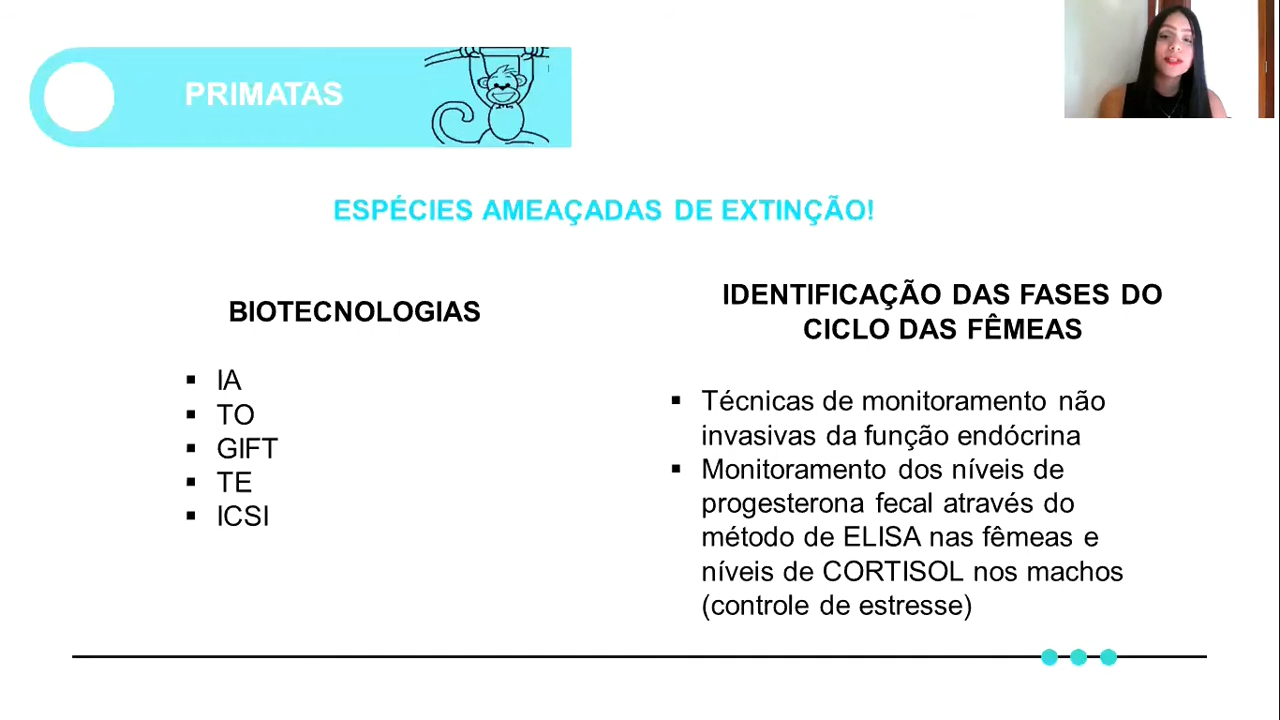 PRIMATAS
ESPÉCIES AMEAÇADAS DE EXTINÇÃO!
BIOTECNOLOGIAS
▪ IA
▪ TO
▪ GIFT
▪ TE
▪ ICSI
IDENTIFICAÇÃO DAS FASES DO
CICLO DAS FÊMEAS
▪ Técnicas de monitoramento não
invasivas da função endócrina
▪ Monitoramento dos níveis de
progesterona fecal através do
método de ELISA nas fêmeas e
níveis de CORTISOL nos machos
(controle de estresse)